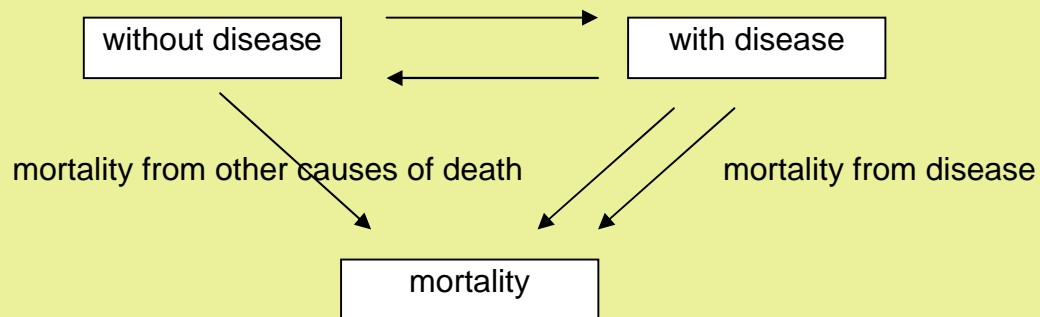 without disease
with disease
mortality from other causes of death
mortality from disease
mortality